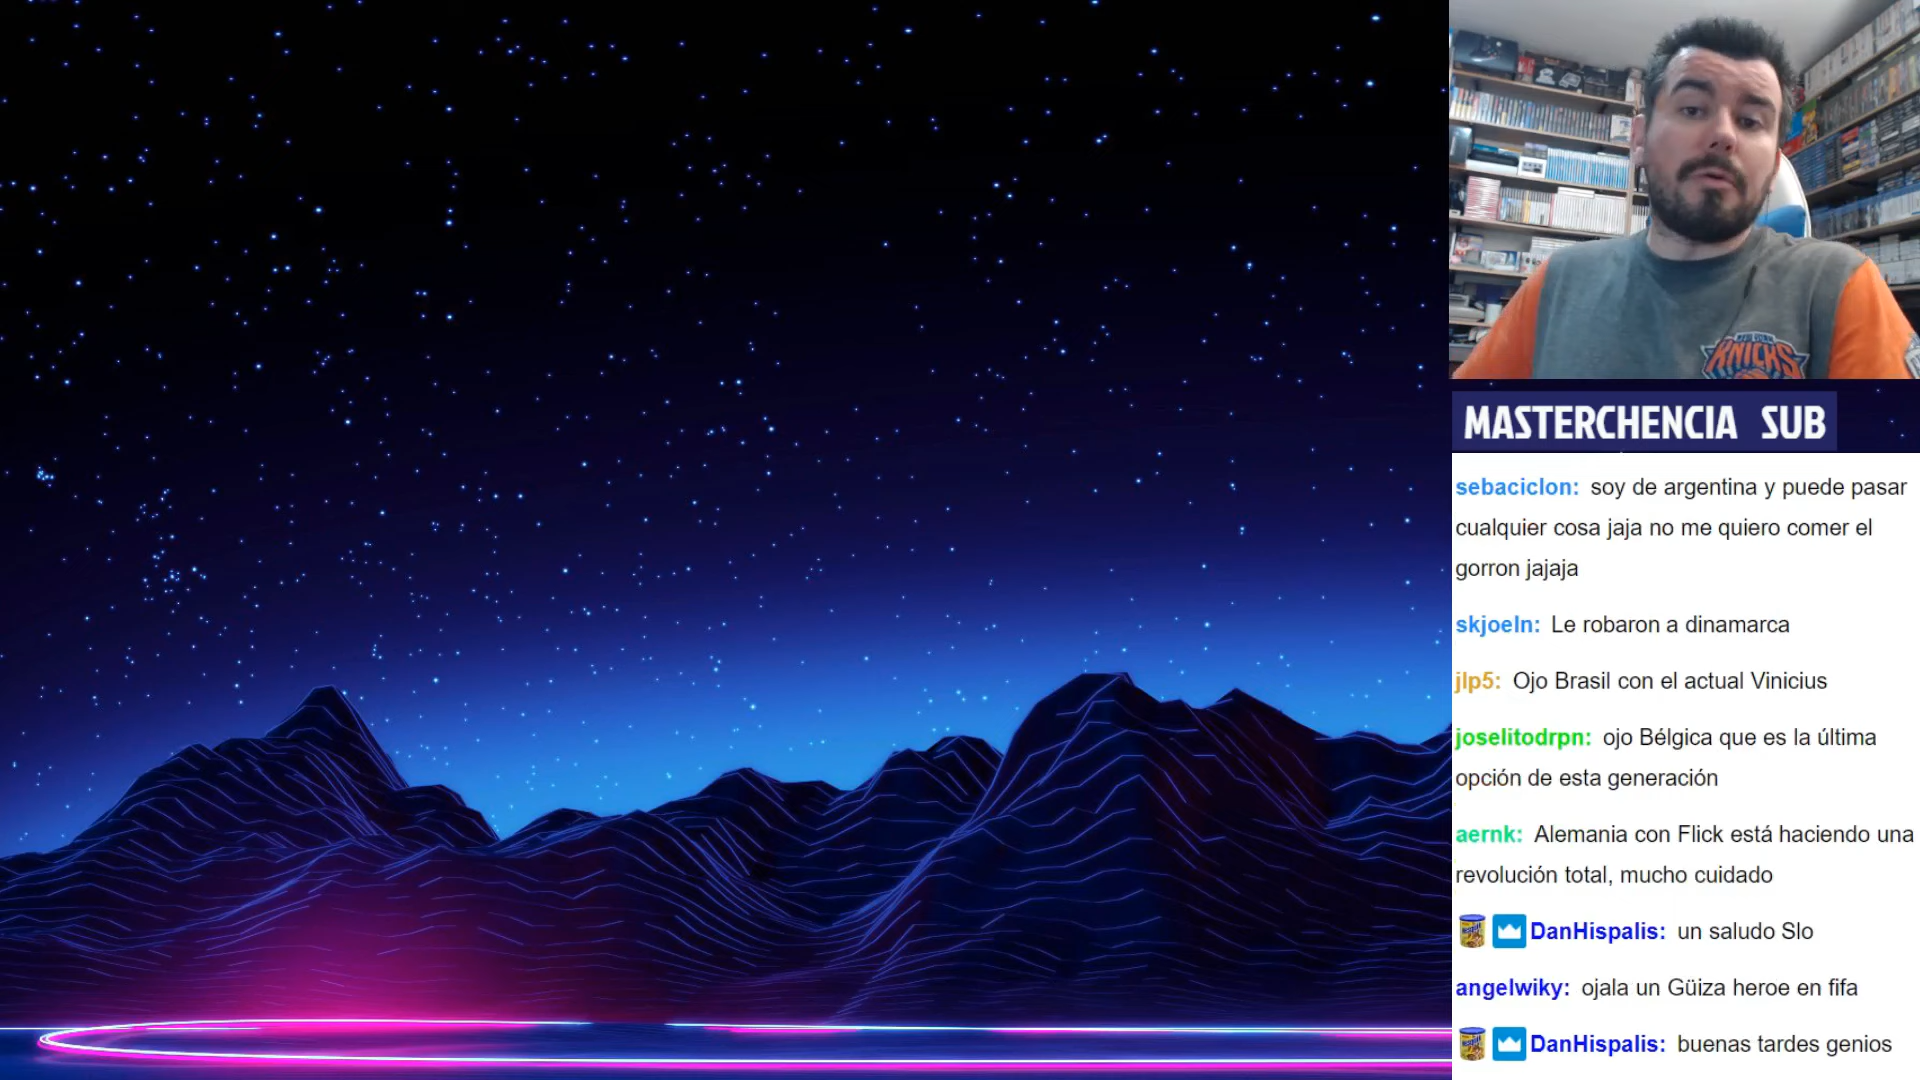 NEW YORK
KNICKS
MASTERCHENCIA SUB
sebaciclon: soy de argentina y puede pasar
cualquier cosa jaja no me quiero comer el
gorron jajaja
skjoeln: Le robaron a dinamarca
jlp5: Ojo Brasil con el actual Vinicius
joselitodrpn: ojo Bélgica que es la última
opción de esta generación
aernk: Alemania con Flick está haciendo una
revolución total, mucho cuidado
DanHispalis: un saludo Slo
angelwiky: ojala un Güiza heroe en fifa
DanHispalis: buenas tardes genios